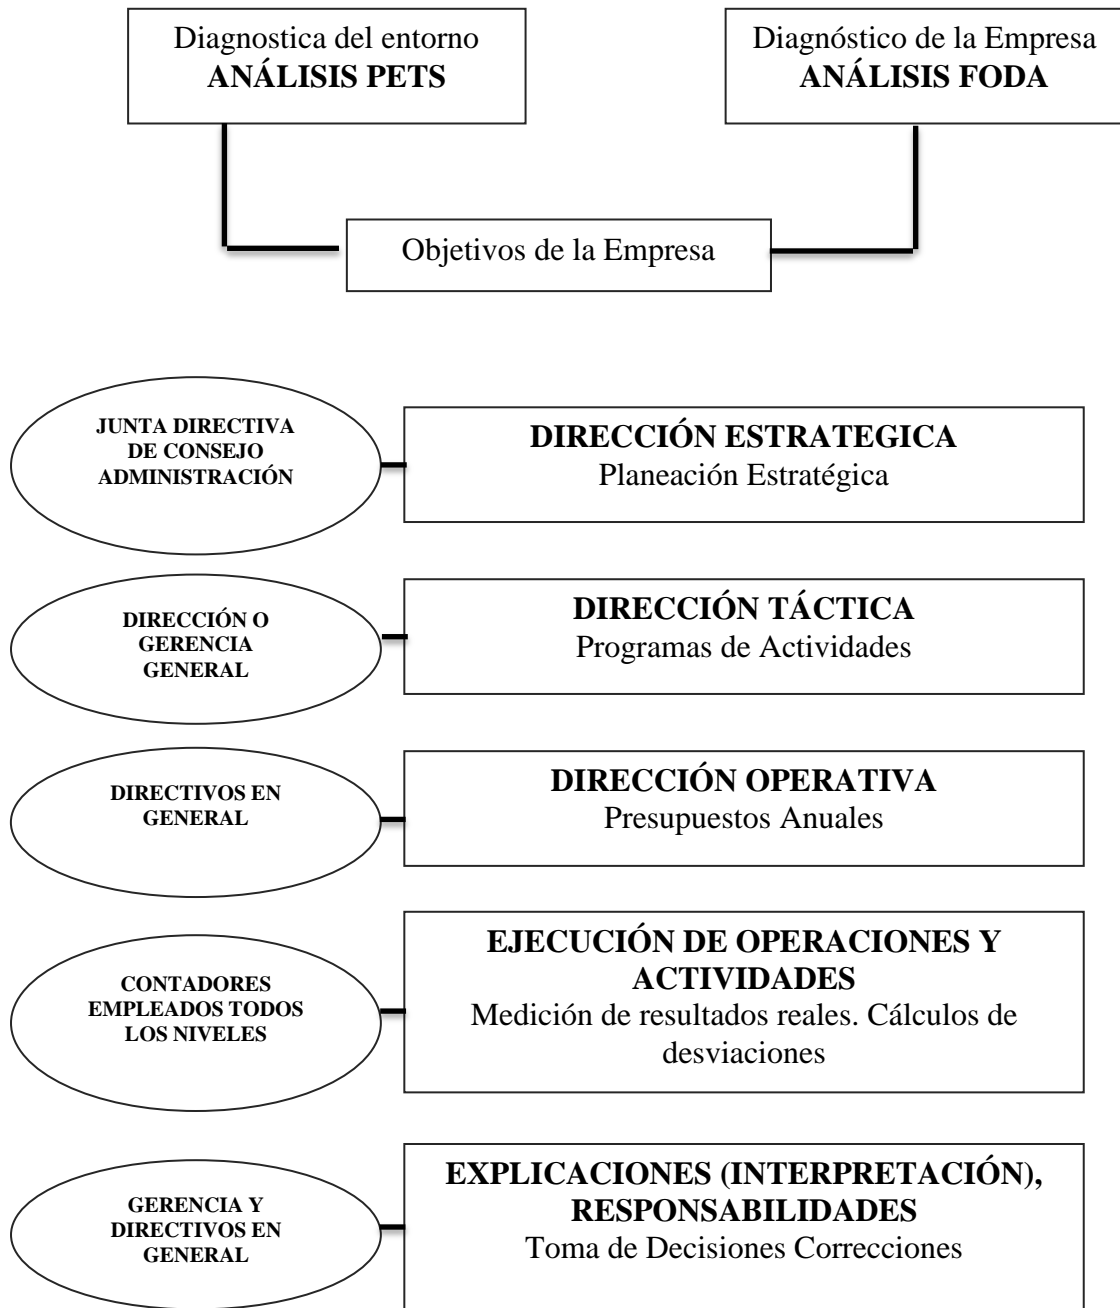 Diagnostica del entorno
ANÁLISIS PETS
Diagnóstico de la Empresa
ANÁLISIS FODA
Objetivos de la Empresa
JUNTA DIRECTIVA
DE CONSEJO
ADMINISTRACIÓN
DIRECCIÓN ESTRATEGICA
Planeación Estratégica
DIRECCIÓN O
GERENCIA
GENERAL
DIRECCIÓN TÁCTICA
Programas de Actividades
DIRECTIVOS EN
GENERAL
DIRECCIÓN OPERATIVA
Presupuestos Anuales
CONTADORES
EMPLEADOS TODOS
LOS NIVELES
EJECUCIÓN DE OPERACIONES Y
ACTIVIDADES
Medición de resultados reales. Cálculos de
desviaciones
GERENCIA Y
DIRECTIVOS EN
GENERAL
EXPLICACIONES (INTERPRETACIÓN),
RESPONSABILIDADES
Toma de Decisiones Correcciones